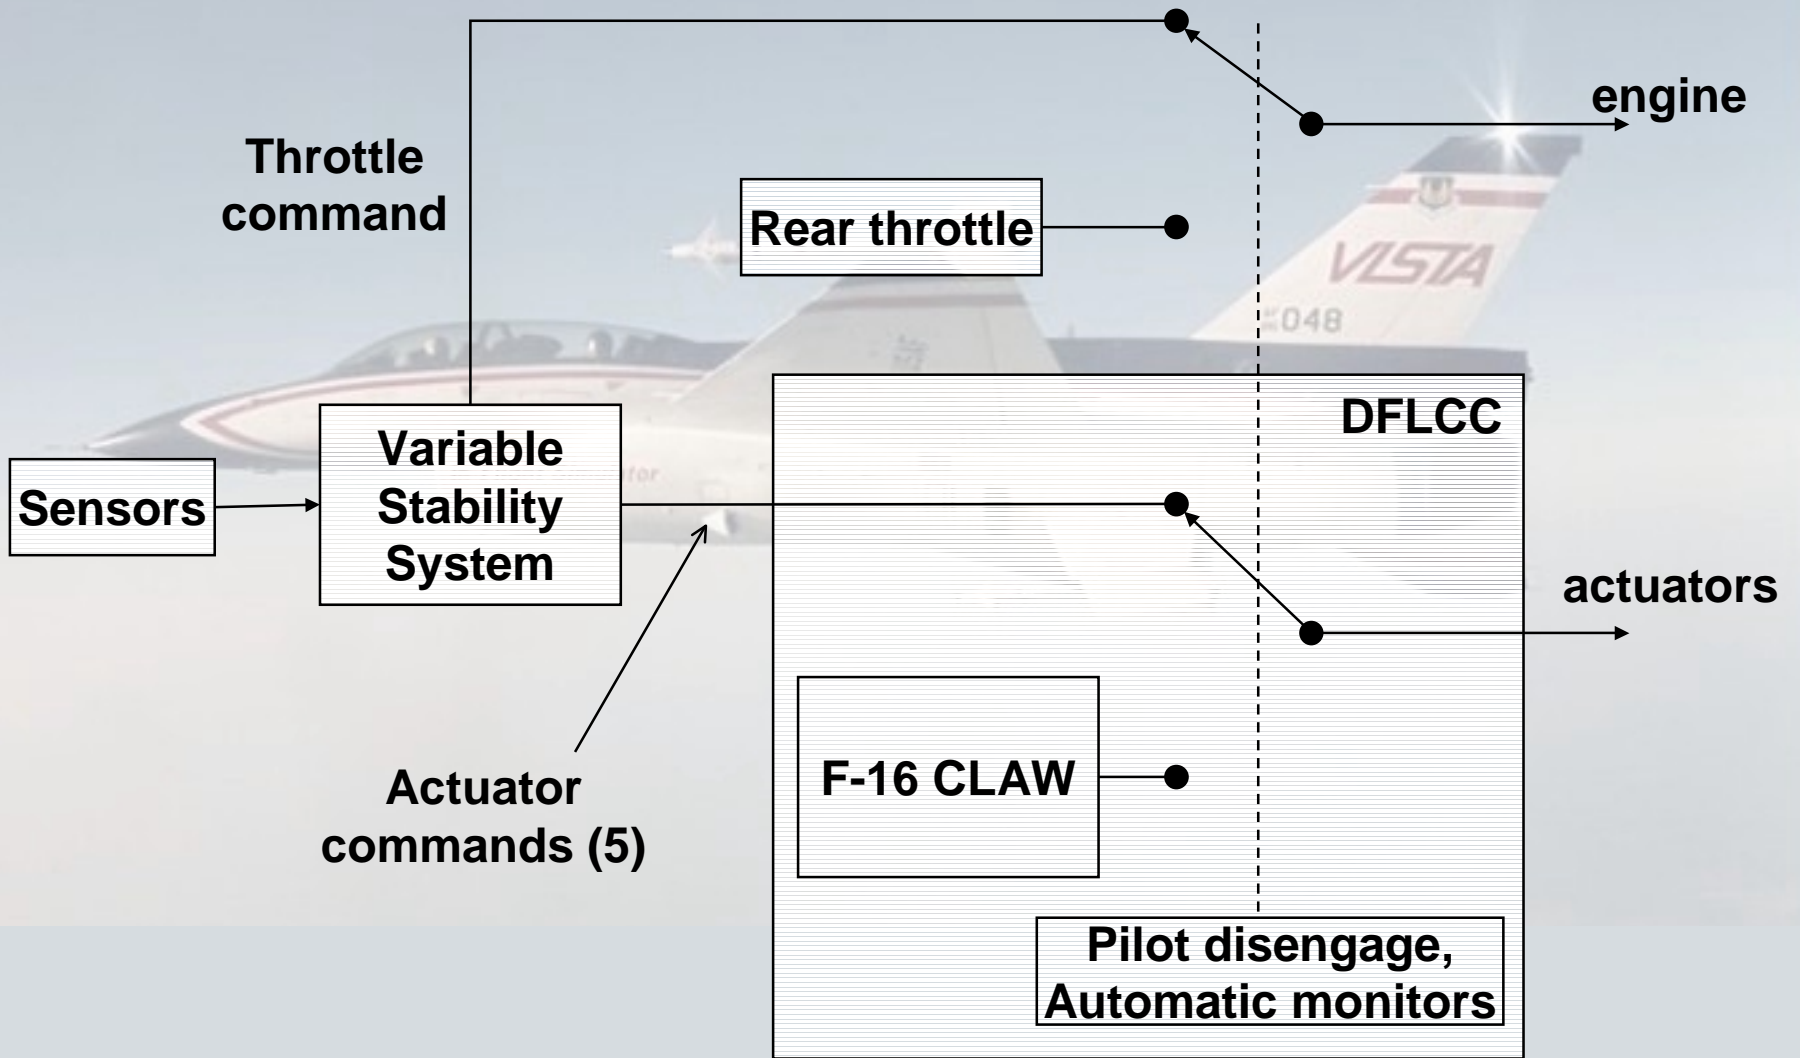 engine
Throttle
command
Rear throttle
VISTA
048
DFLCC
Variable
Stability
System
Sensors
actuators
F-16 CLAW
Actuator
commands (5)
Pilot disengage,
Automatic monitors